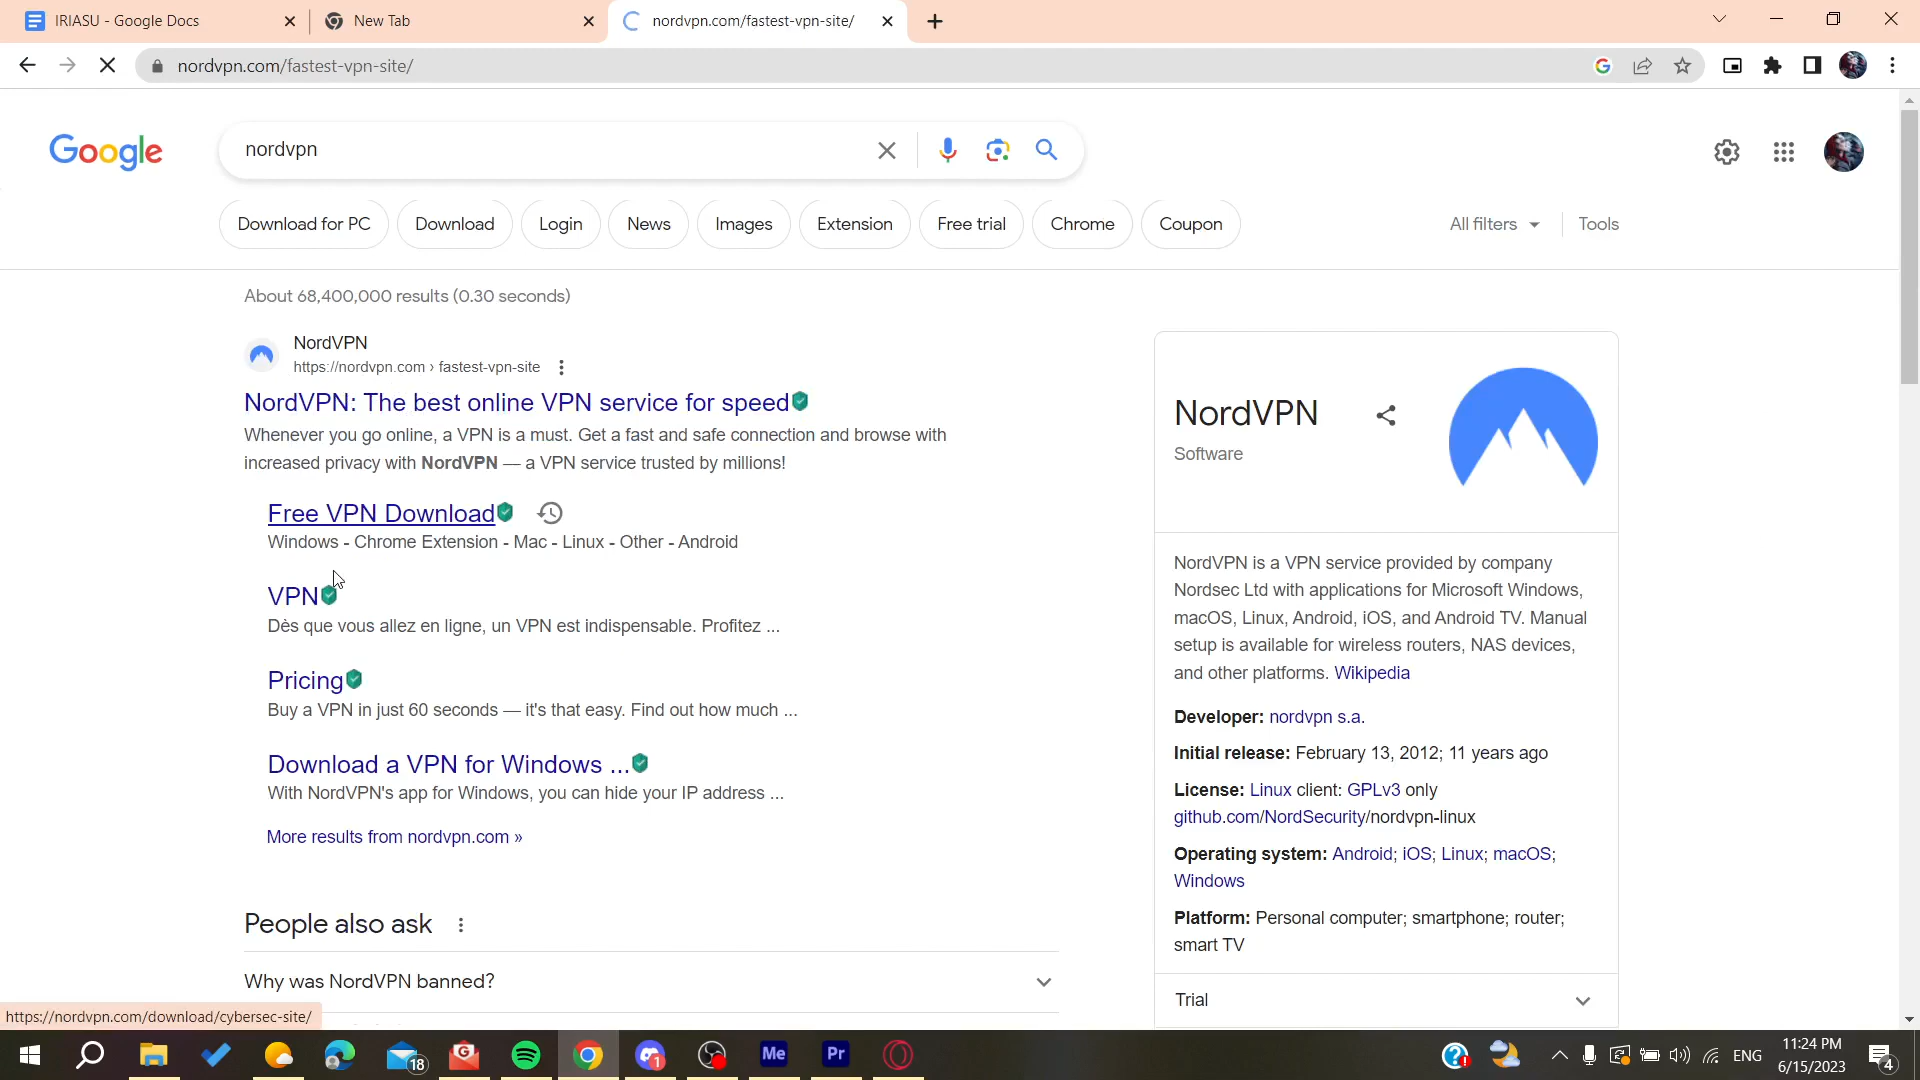 IRIASU - Google Docs
New Tab
nordvpn.com/fastest-vpn-site/
nordvpn.com/fastest-vpn-site/
Google
nordvpn
Download for PC
Download
Login
News
Images
Extension
Free trial
Chrome
Coupon
All filters
Tools
About 68,400,000 results (0.30 seconds)
NordVPN
https://nordvpn.com › fastest-vpn-site
NordVPN: The best online VPN service for speed
Whenever you go online, a VPN is a must. Get a fast and safe connection and browse with
increased privacy with NordVPN — a VPN service trusted by millions!
Free VPN Download
Windows - Chrome Extension - Mac - Linux - Other - Android
VPN
Dès que vous allez en ligne, un VPN est indispensable. Profitez ...
Pricing
Buy a VPN in just 60 seconds — it's that easy. Find out how much ...
Download a VPN for Windows ...
With NordVPN's app for Windows, you can hide your IP address ...
More results from nordvpn.com »
People also ask
Why was NordVPN banned?
NordVPN
Software
NordVPN is a VPN service provided by company
Nordsec Ltd with applications for Microsoft Windows,
macOS, Linux, Android, iOS, and Android TV. Manual
setup is available for wireless routers, NAS devices,
and other platforms. Wikipedia
Developer: nordvpn s.a.
Initial release: February 13, 2012; 11 years ago
License: Linux client: GPLv3 only
github.com/NordSecurity/nordvpn-linux
Operating system: Android; iOS; Linux; macOS;
Windows
Platform: Personal computer; smartphone; router;
smart TV
Trial
https://nordvpn.com/download/cybersec-site/
18
G
1
Me
Pr
ENG
11:24 PM
6/15/2023
4